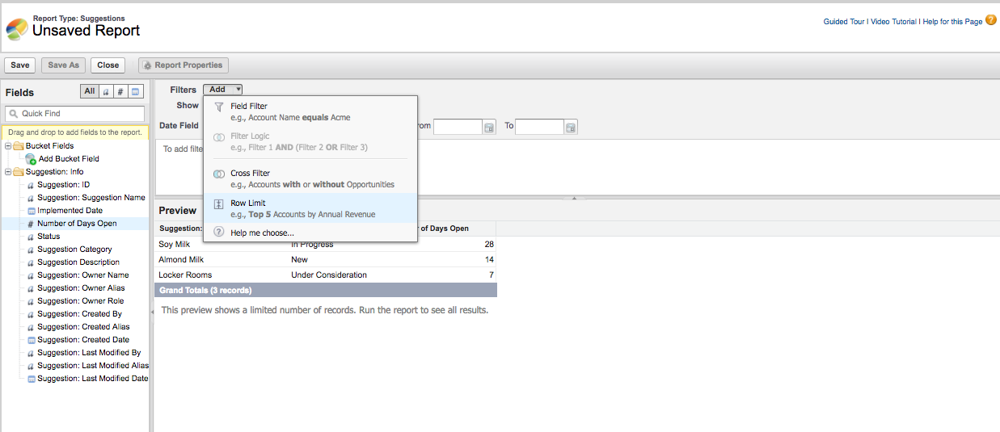 Report Type: Suggestions
Unsaved Report
Guided Tour | Video Tutorial | Help for this Page ?
Save Save As Close Report Properties
Fields All a #
Quick Find
Drag and drop to add fields to the report.
Bucket Fields
Add Bucket Field
Suggestion: Info
a Suggestion: ID
a Suggestion: Suggestion Name
Implemented Date
# Number of Days Open
a Status
a Suggestion Category
a Suggestion Description
a Suggestion: Owner Name
a Suggestion: Owner Alias
a Suggestion: Owner Role
a Suggestion: Created By
a Suggestion: Created Alias
Suggestion: Created Date
a Suggestion: Last Modified By
a Suggestion: Last Modified Alias
Suggestion: Last Modified Date
Filters Add
Show
Date Field om To
To add filte
Field Filter
e.g., Account Name equals Acme
Filter Logic
e.g., Filter 1 AND (Filter 2 OR Filter 3)
Cross Filter
e.g., Accounts with or without Opportunities
Row Limit
e.g., Top 5 Accounts by Annual Revenue
? Help me choose...
Preview
Suggestion: r of Days Open
Soy Milk In Progress 28
Almond Milk New 14
Locker Rooms Under Consideration 7
Grand Totals (3 records)
This preview shows a limited number of records. Run the report to see all results.